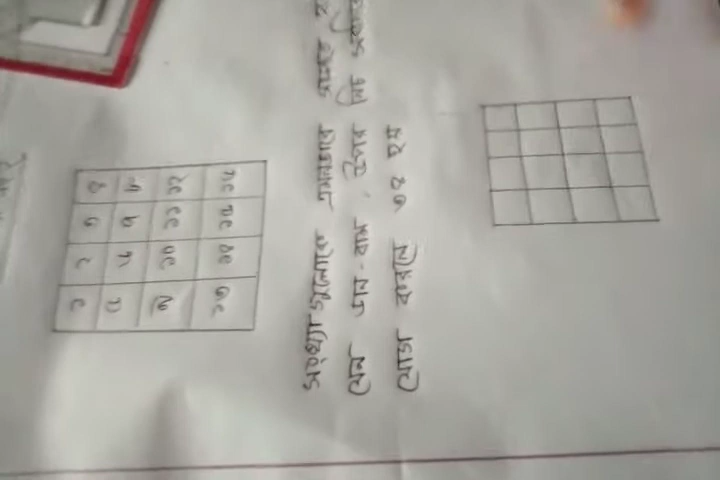 ১ ২ ৩ ৪
৫ ৬ ৭ ৮
৯ ১০ ১১ ১২
১৩ ১৪ ১৫ ১৬
সংখ্যাগুলোকে এমনভাবে
যেন ডান-বাম, উপর নিচ
যোগ করলে ৩৪ হয়